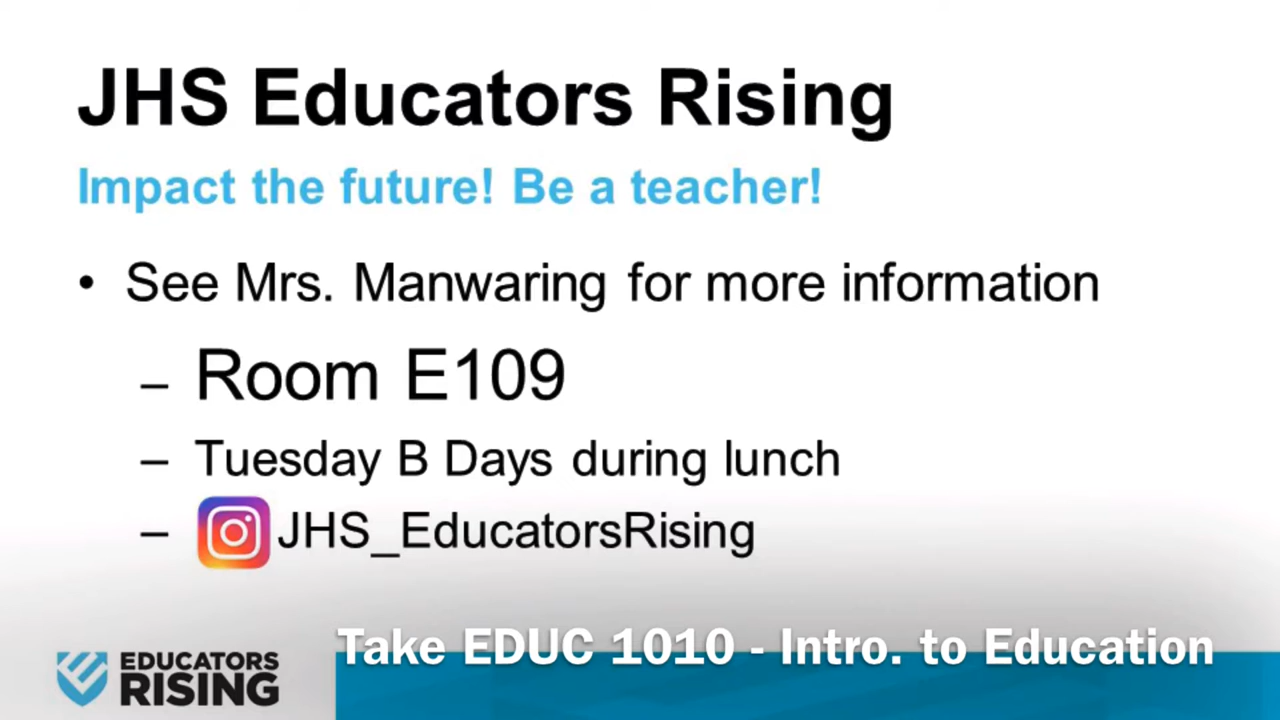 JHS Educators Rising
Impact the future! Be a teacher!
• See Mrs. Manwaring for more information
– Room E109
– Tuesday B Days during lunch
– JHS_EducatorsRising
Take EDUC 1010 - Intro. to Education
EDUCATORS
RISING